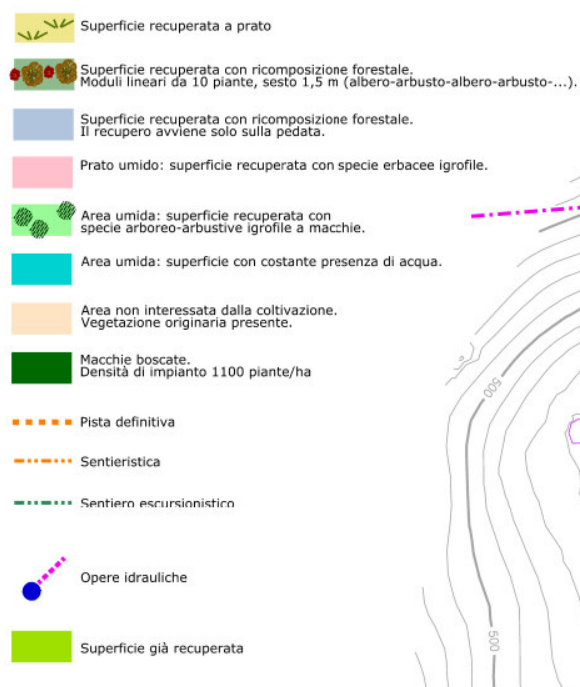 Superficie recuperata a prato
Superficie recuperata con ricomposizione forestale.
Moduli lineari da 10 piante, sesto 1,5 m (albero-arbusto-albero-arbusto-...).
Superficie recuperata con ricomposizione forestale.
Il recupero avviene solo sulla pedata.
Prato umido: superficie recuperata con specie erbacee igrofile.
Area umida: superficie recuperata con
specie arboreo-arbustive igrofile a macchie.
Area umida: superficie con costante presenza di acqua.
Area non interessata dalla coltivazione.
Vegetazione originaria presente.
Macchie boscate.
Densità di impianto 1100 piante/ha
Pista definitiva
Sentieristica
Sentiero escursionistico
Opere idrauliche
Superficie già recuperata
500
500